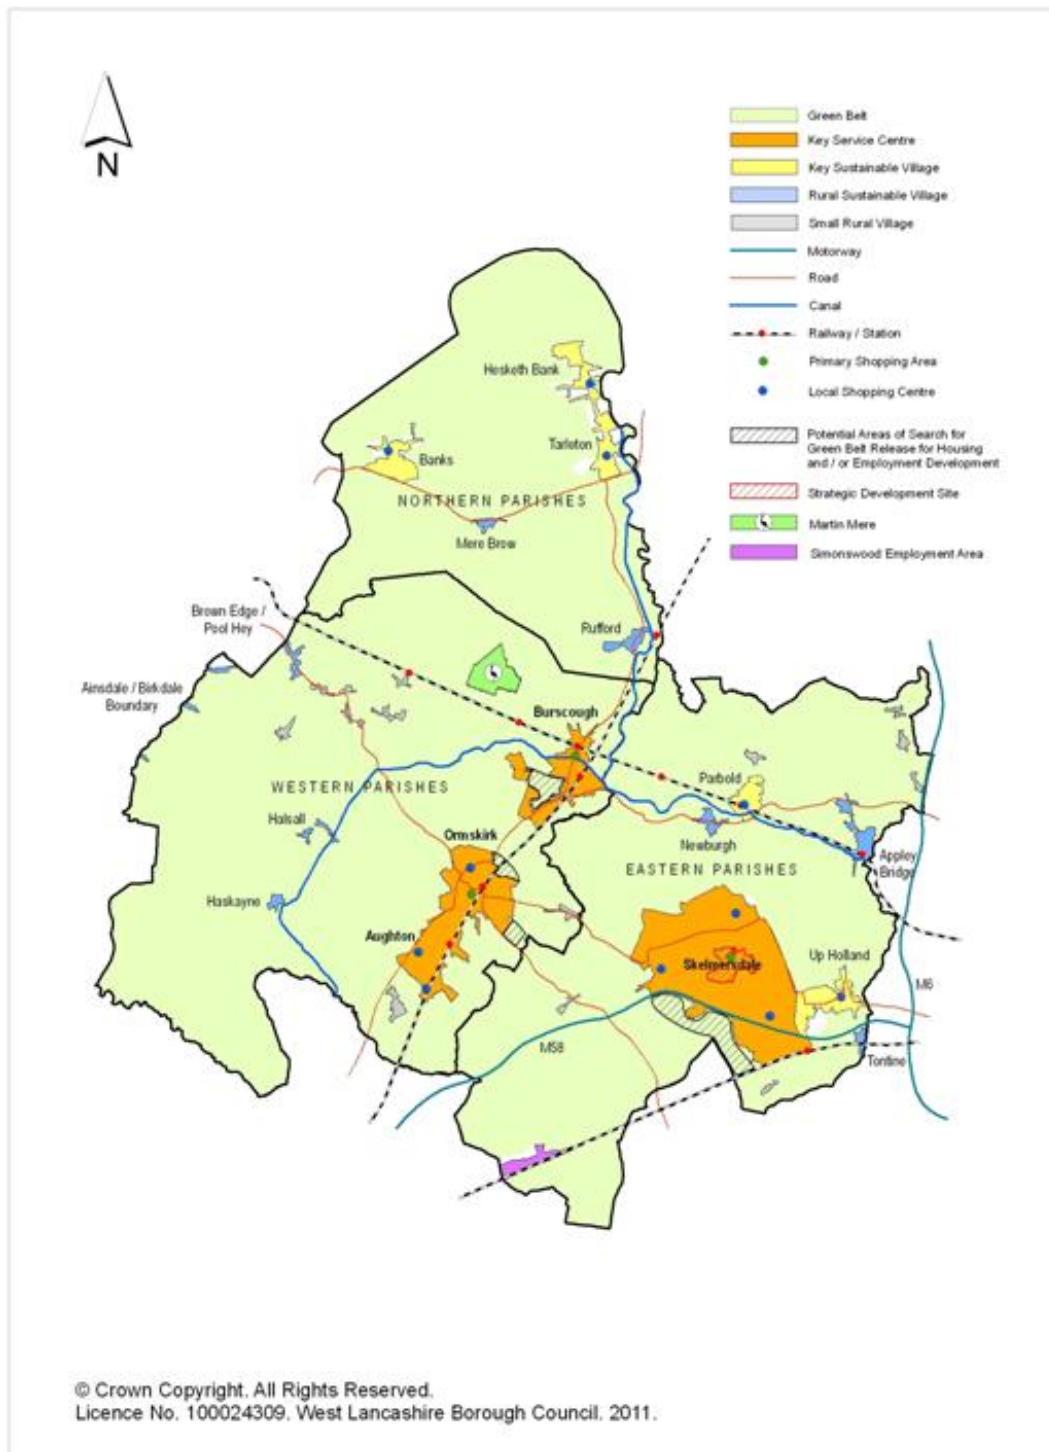 N
Green Belt
Key Service Centre
Key Sustainable Village
Rural Sustainable Village
Small Rural Village
Motorway
Road
Canal
Railway / Station
Primary Shopping Area
Local Shopping Centre
Potential Areas of Search for
Green Belt Release for Housing
and / or Employment Development
Strategic Development Site
Martin Mere
Simonswood Employment Area
Hesketh Bank
Tarleton
Banks
NORTHERN PARISHES
Mere Brow
Brown Edge /
Pool Hey
Rufford
Ainsdale / Birkdale
Boundary
Burscough
WESTERN PARISHES
Parbold
Halsall
Ormskirk
Newburgh
Appley
Bridge
EASTERN PARISHES
Haskayne
Aughton
Skelmersdale
Up Holland
M6
M58
Tontine
© Crown Copyright. All Rights Reserved.
Licence No. 100024309. West Lancashire Borough Council. 2011.